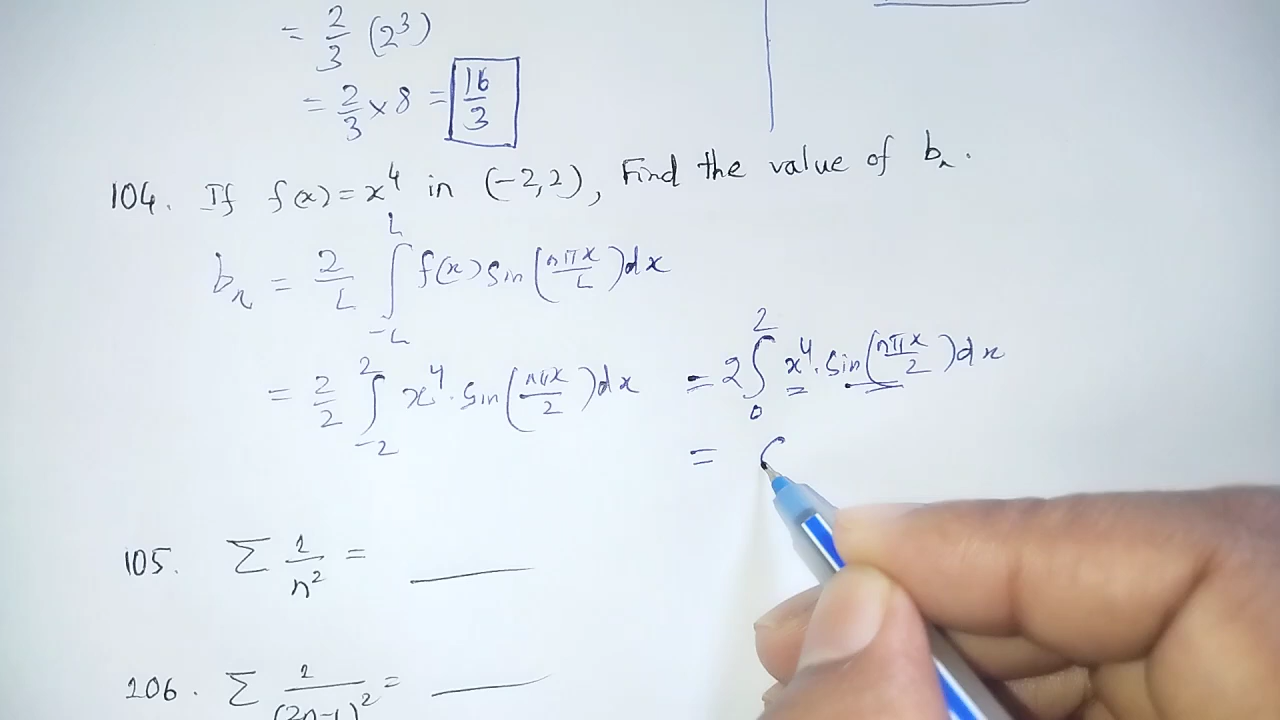 = 2/3 (2³)
= 2/3 × 8 = 16/3
104. If f(x) = x⁴ in (-2,2), Find the value of bₙ.
bₙ = 2/L ∫_{-L}^{L} f(x) sin(nπx/L) dx
= 2/2 ∫_{-2}^{2} x⁴ . sin(nπx/2) dx = 2 ∫_{0}^{2} x⁴ . sin(nπx/2) dx
=
105. Σ 1/n² = ____
106. Σ 1/(2n-1)² = ____